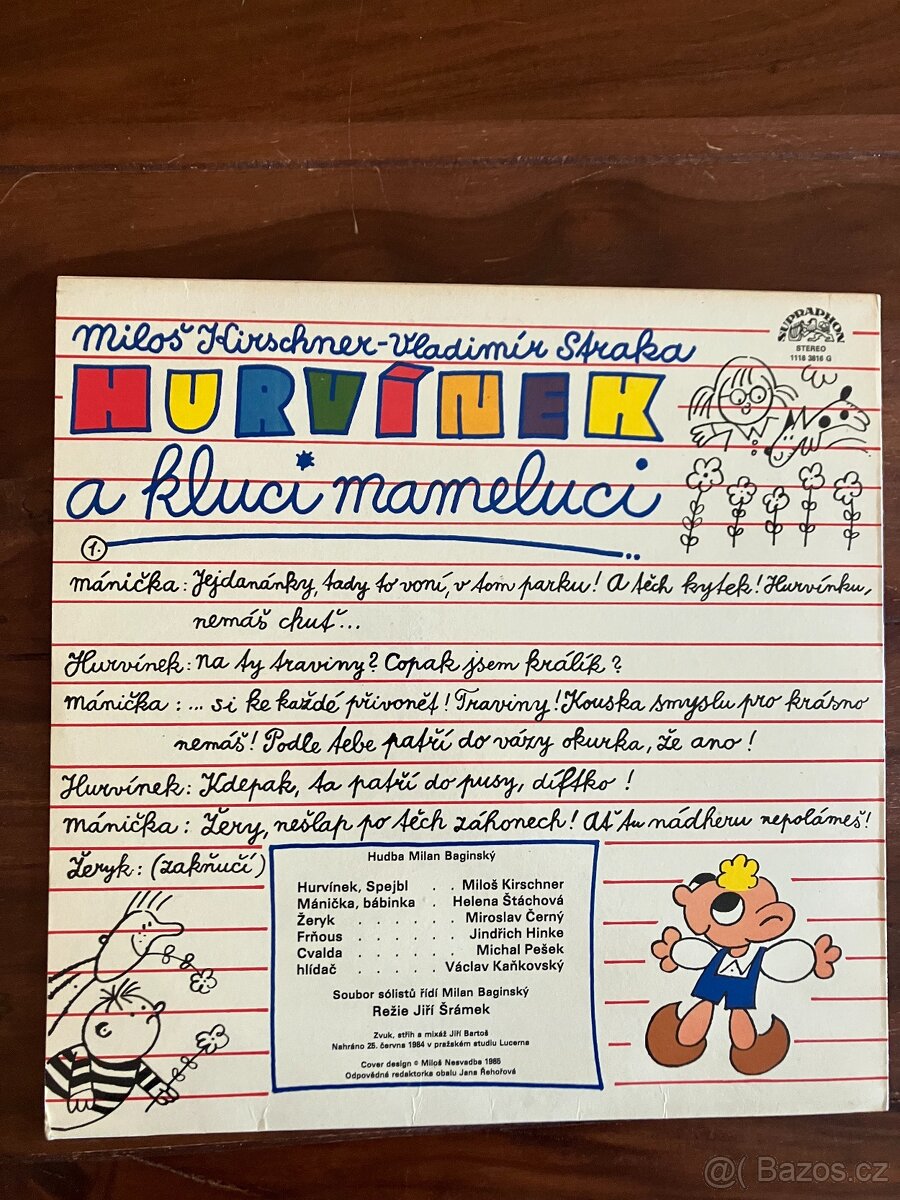 Miloš Kirschner-Vladimír Straka
SUPRAPHON
STEREO
1118 3816 G
HURVÍNEK
a kluci mameluci
1.
Mánička: Jejdanánky, tady to voní, v tom parku! A těch kytek! Hurvínku,
nemáš chuť...
Hurvínek: Na ty traviny? Copak jsem králík?
Mánička: ... si ke každé přivonět! Traviny! Kouska smyslu pro krásno
nemáš! Podle tebe patří do vázy okurka, že ano!
Hurvínek: Kdepak, ta patří do pusy, díftko!
Mánička: Žery, nešlap po těch záhonech! Ať tu nádheru nepolámeš!
Žeryk: (zakňučí)
Hudba Milan Baginský
Hurvínek, Spejbl . . Miloš Kirschner
Mánička, bábinka . Helena Štáchová
Žeryk . . . . . . Miroslav Černý
Frňous . . . . . . Jindřich Hinke
Cvalda . . . . . . Michal Pešek
hlídač . . . . . . Václav Kaňkovský
Soubor sólistů řídí Milan Baginský
Režie Jiří Šrámek
Zvuk, střih a mixáž Jiří Bartoš
Nahráno 25. června 1984 v pražském studiu Lucerna
Cover design © Miloš Nesvadba 1985
Odpovědná redaktorka obalu Jana Řehořová
@( Bazos.cz